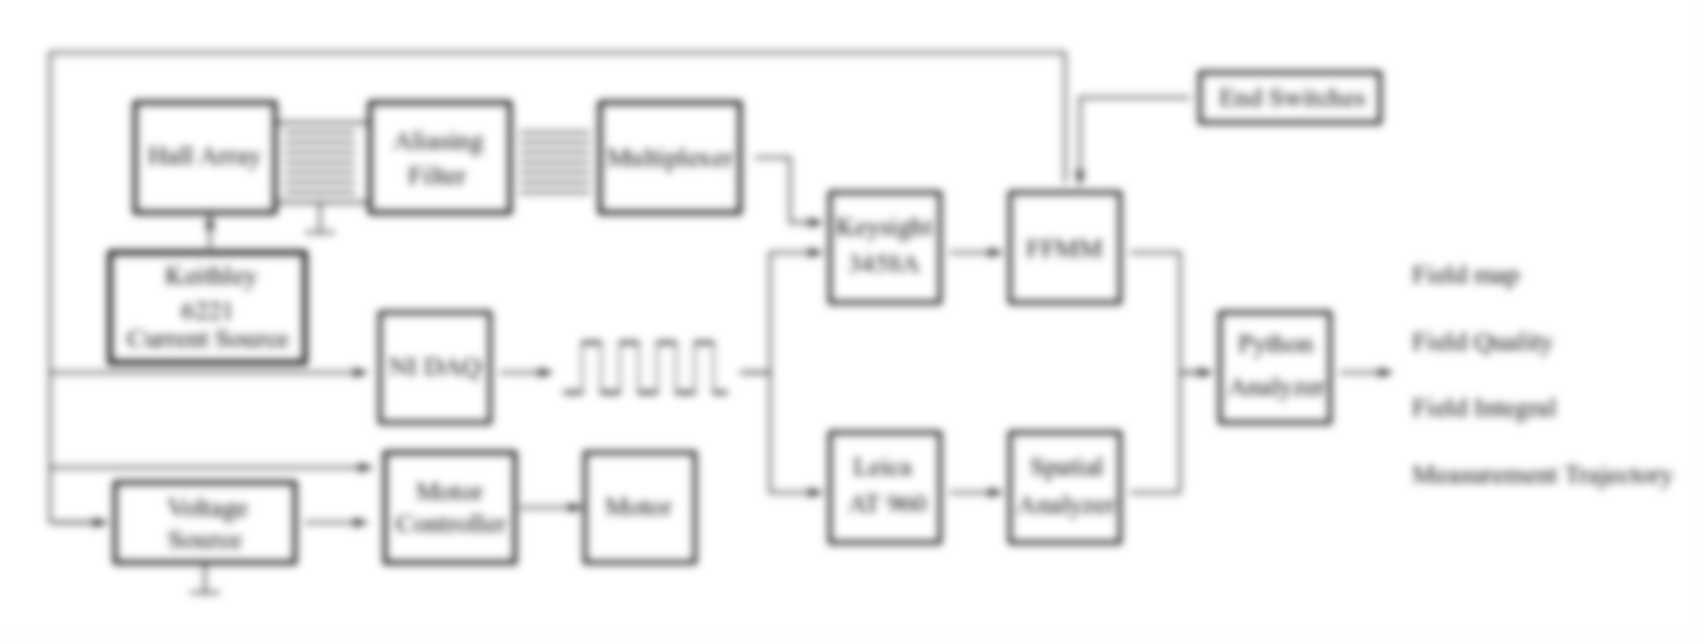 End Switches
Hall Array
Aliasing
Filter
Multiplexer
Keysight
3458A
FFMM
Keithley
6221
Current Source
NI DAQ
Python
Analyzer
Field map
Field Quality
Field Integral
Measurement Trajectory
Voltage
Source
Motor
Controller
Motor
Leica
AT 960
Spatial
Analyzer